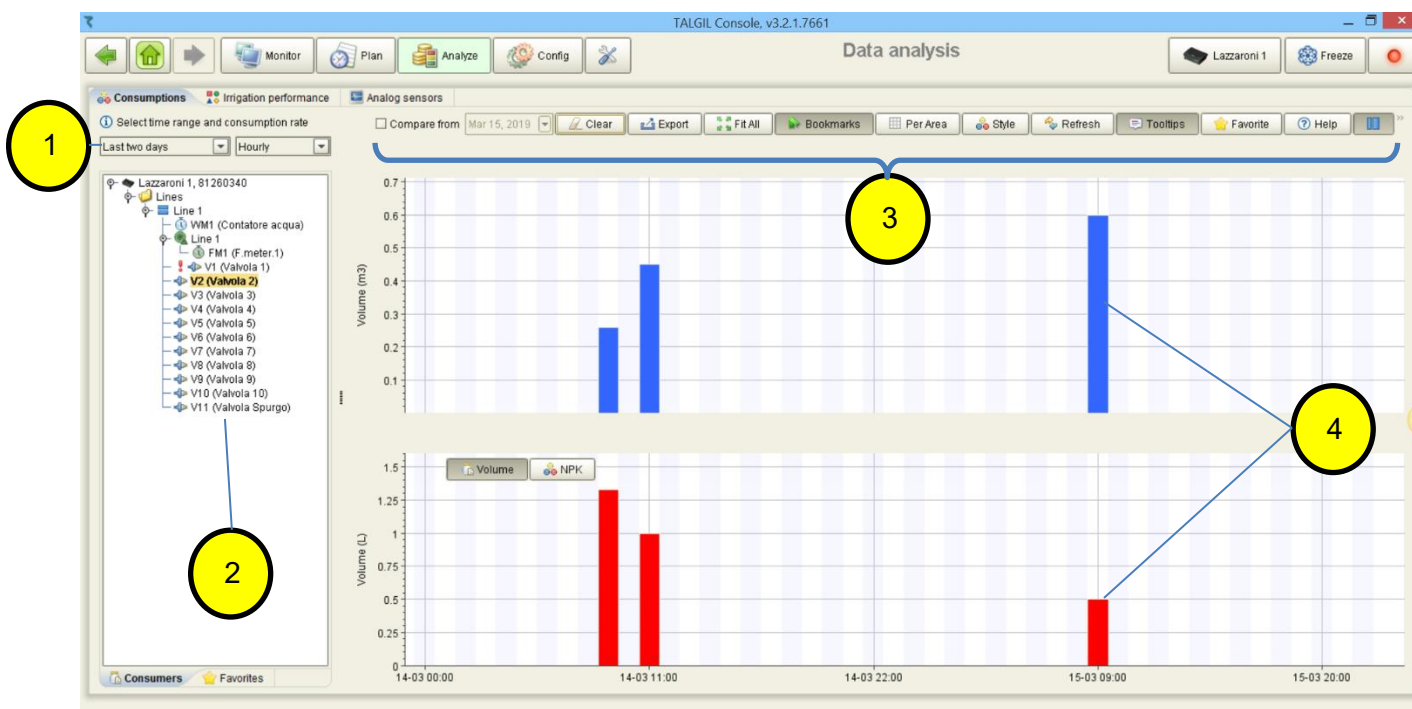 TALGIL Console, v3.2.1.7661
Monitor Plan Analyze Config Data analysis Lazzaroni 1 Freeze
Consumptions Irrigation performance Analog sensors
Select time range and consumption rate
Compare from Mar 15, 2019 Clear Export Fit All Bookmarks Per Area Style Refresh Tooltips Favorite Help
Last two days Hourly
1
3
Lazzaroni 1, 81260340
Lines
Line 1
WM1 (Contatore acqua)
Line 1
FM1 (F.meter.1)
V1 (Valvola 1)
V2 (Valvola 2)
V3 (Valvola 3)
V4 (Valvola 4)
V5 (Valvola 5)
V6 (Valvola 6)
V7 (Valvola 7)
V8 (Valvola 8)
V9 (Valvola 9)
V10 (Valvola 10)
V11 (Valvola Spurgo)
2
Consumers Favorites
Volume (m3)
0.7
0.6
0.5
0.4
0.3
0.2
0.1
4
Volume NPK
Volume (L)
1.5
1.25
1
0.75
0.5
0.25
0
14-03 00:00 14-03 11:00 14-03 22:00 15-03 09:00 15-03 20:00